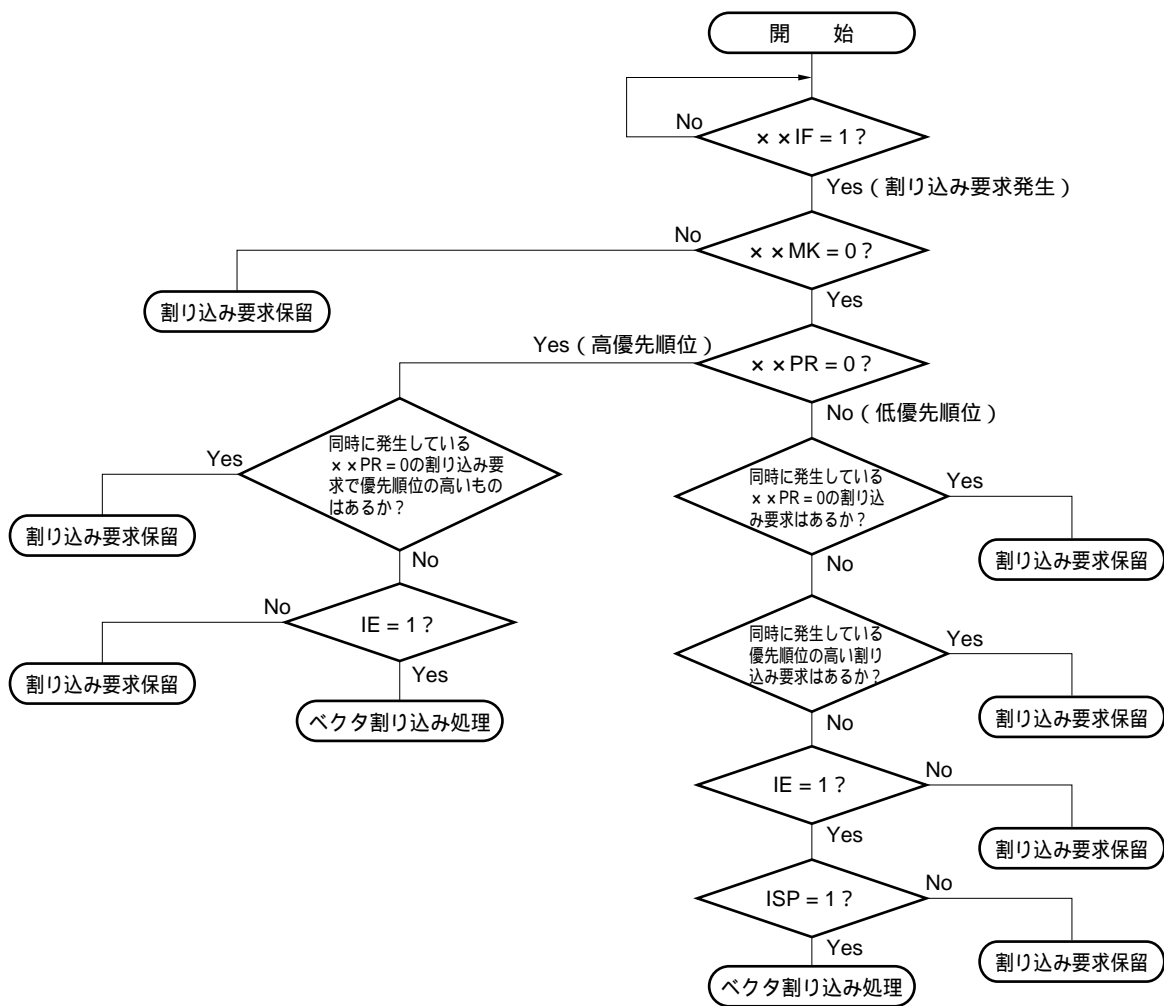 開　始
No
××IF = 1?
Yes(割り込み要求発生)
No
××MK = 0?
割り込み要求保留
Yes
Yes(高優先順位)
××PR = 0?
No(低優先順位)
Yes
同時に発生している
××PR = 0の割り込み要
求で優先順位の高いもの
はあるか?
同時に発生している
××PR = 0の割り込
み要求はあるか?
Yes
割り込み要求保留
割り込み要求保留
No
No
No
IE = 1?
同時に発生している
優先順位の高い割り
込み要求はあるか?
Yes
割り込み要求保留
Yes
割り込み要求保留
ベクタ割り込み処理
No
IE = 1?
No
割り込み要求保留
Yes
ISP = 1?
No
割り込み要求保留
Yes
ベクタ割り込み処理